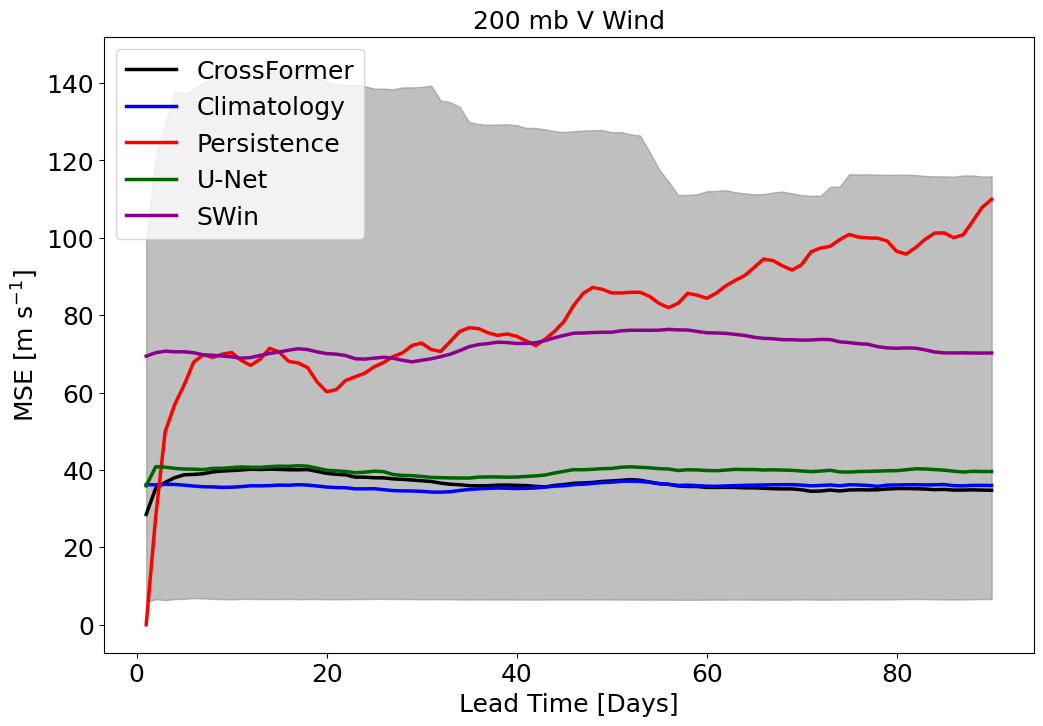 200 mb V Wind
CrossFormer
Climatology
Persistence
U-Net
SWin
MSE [m s⁻¹]
140
120
100
80
60
40
20
0
0 20 40 60 80
Lead Time [Days]